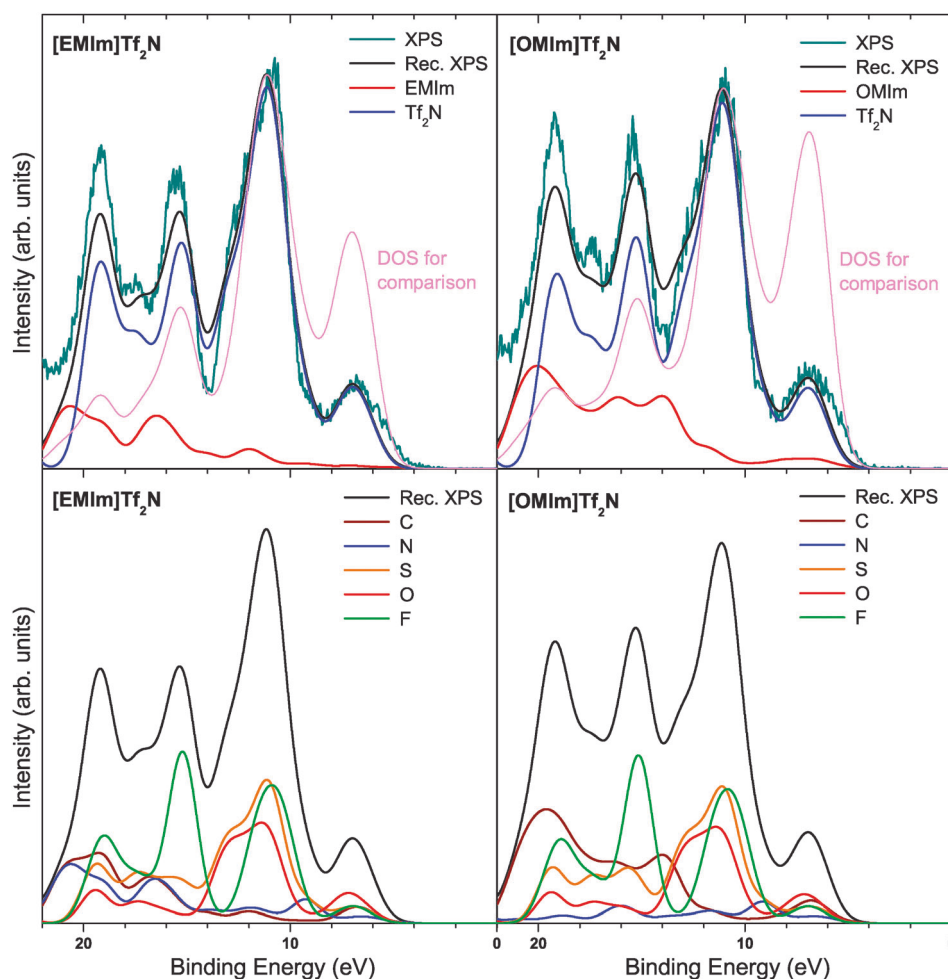 [EMIm]Tf₂N
XPS
Rec. XPS
EMIm
Tf₂N
DOS for
comparison
[OMIm]Tf₂N
XPS
Rec. XPS
OMIm
Tf₂N
DOS for
comparison
Intensity (arb. units)
[EMIm]Tf₂N
Rec. XPS
C
N
S
O
F
[OMIm]Tf₂N
Rec. XPS
C
N
S
O
F
Intensity (arb. units)
20 10 0 20 10
Binding Energy (eV) Binding Energy (eV)